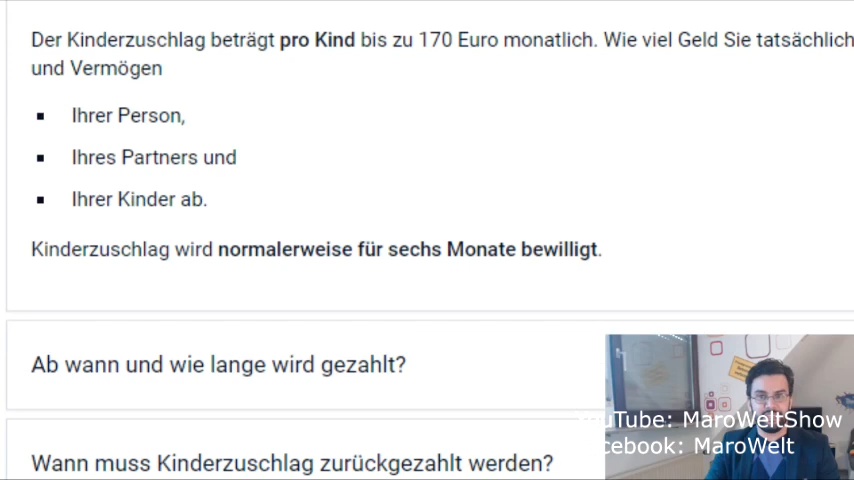 Der Kinderzuschlag beträgt pro Kind bis zu 170 Euro monatlich. Wie viel Geld Sie tatsächlich
und Vermögen
Ihrer Person,
Ihres Partners und
Ihrer Kinder ab.
Kinderzuschlag wird normalerweise für sechs Monate bewilligt.
Ab wann und wie lange wird gezahlt?
YouTube: MaroWeltShow
cebook: MaroWelt
Wann muss Kinderzuschlag zurückgezahlt werden?